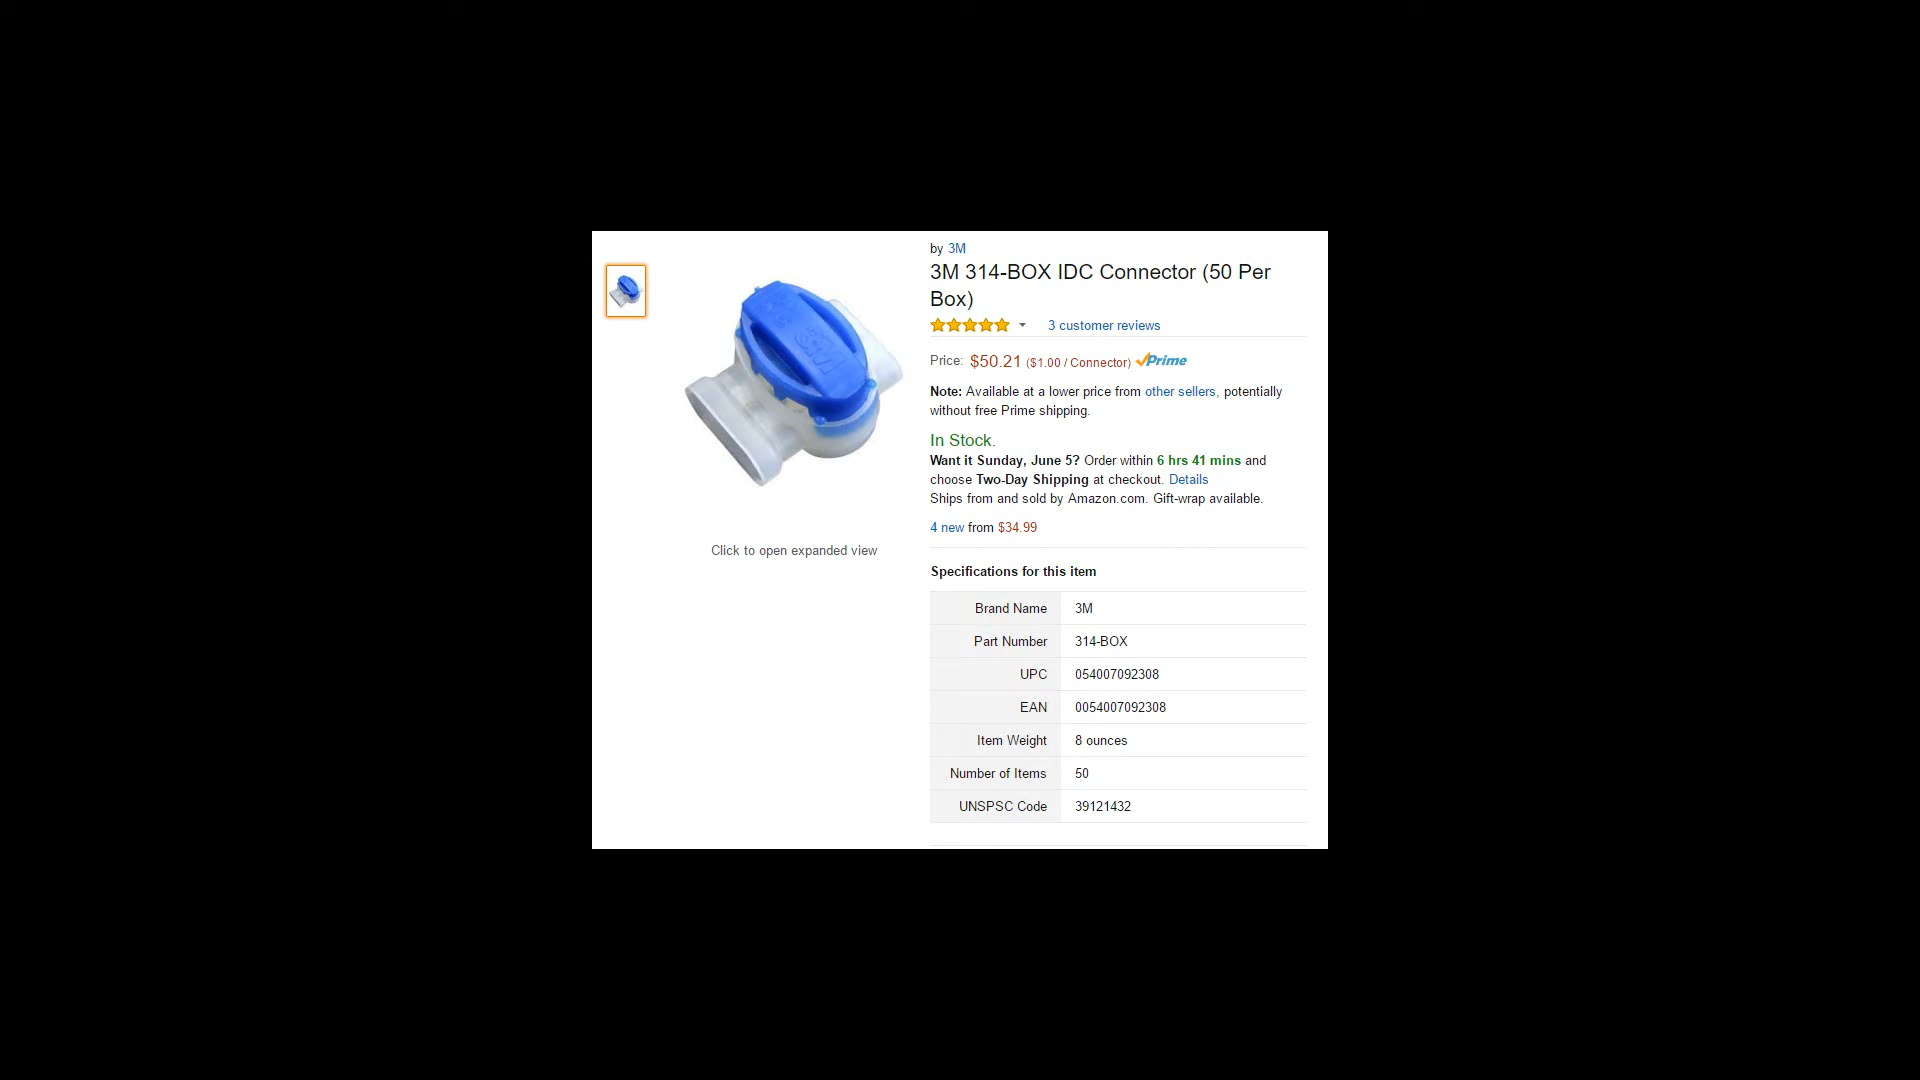 by 3M
3M 314-BOX IDC Connector (50 Per
Box)
3 customer reviews
Price: $50.21 ($1.00 / Connector) Prime
Note: Available at a lower price from other sellers, potentially
without free Prime shipping.
In Stock.
Want it Sunday, June 5? Order within 6 hrs 41 mins and
choose Two-Day Shipping at checkout. Details
Ships from and sold by Amazon.com. Gift-wrap available.
4 new from $34.99
Click to open expanded view
Specifications for this item
Brand Name 3M
Part Number 314-BOX
UPC 054007092308
EAN 0054007092308
Item Weight 8 ounces
Number of Items 50
UNSPSC Code 39121432
3M